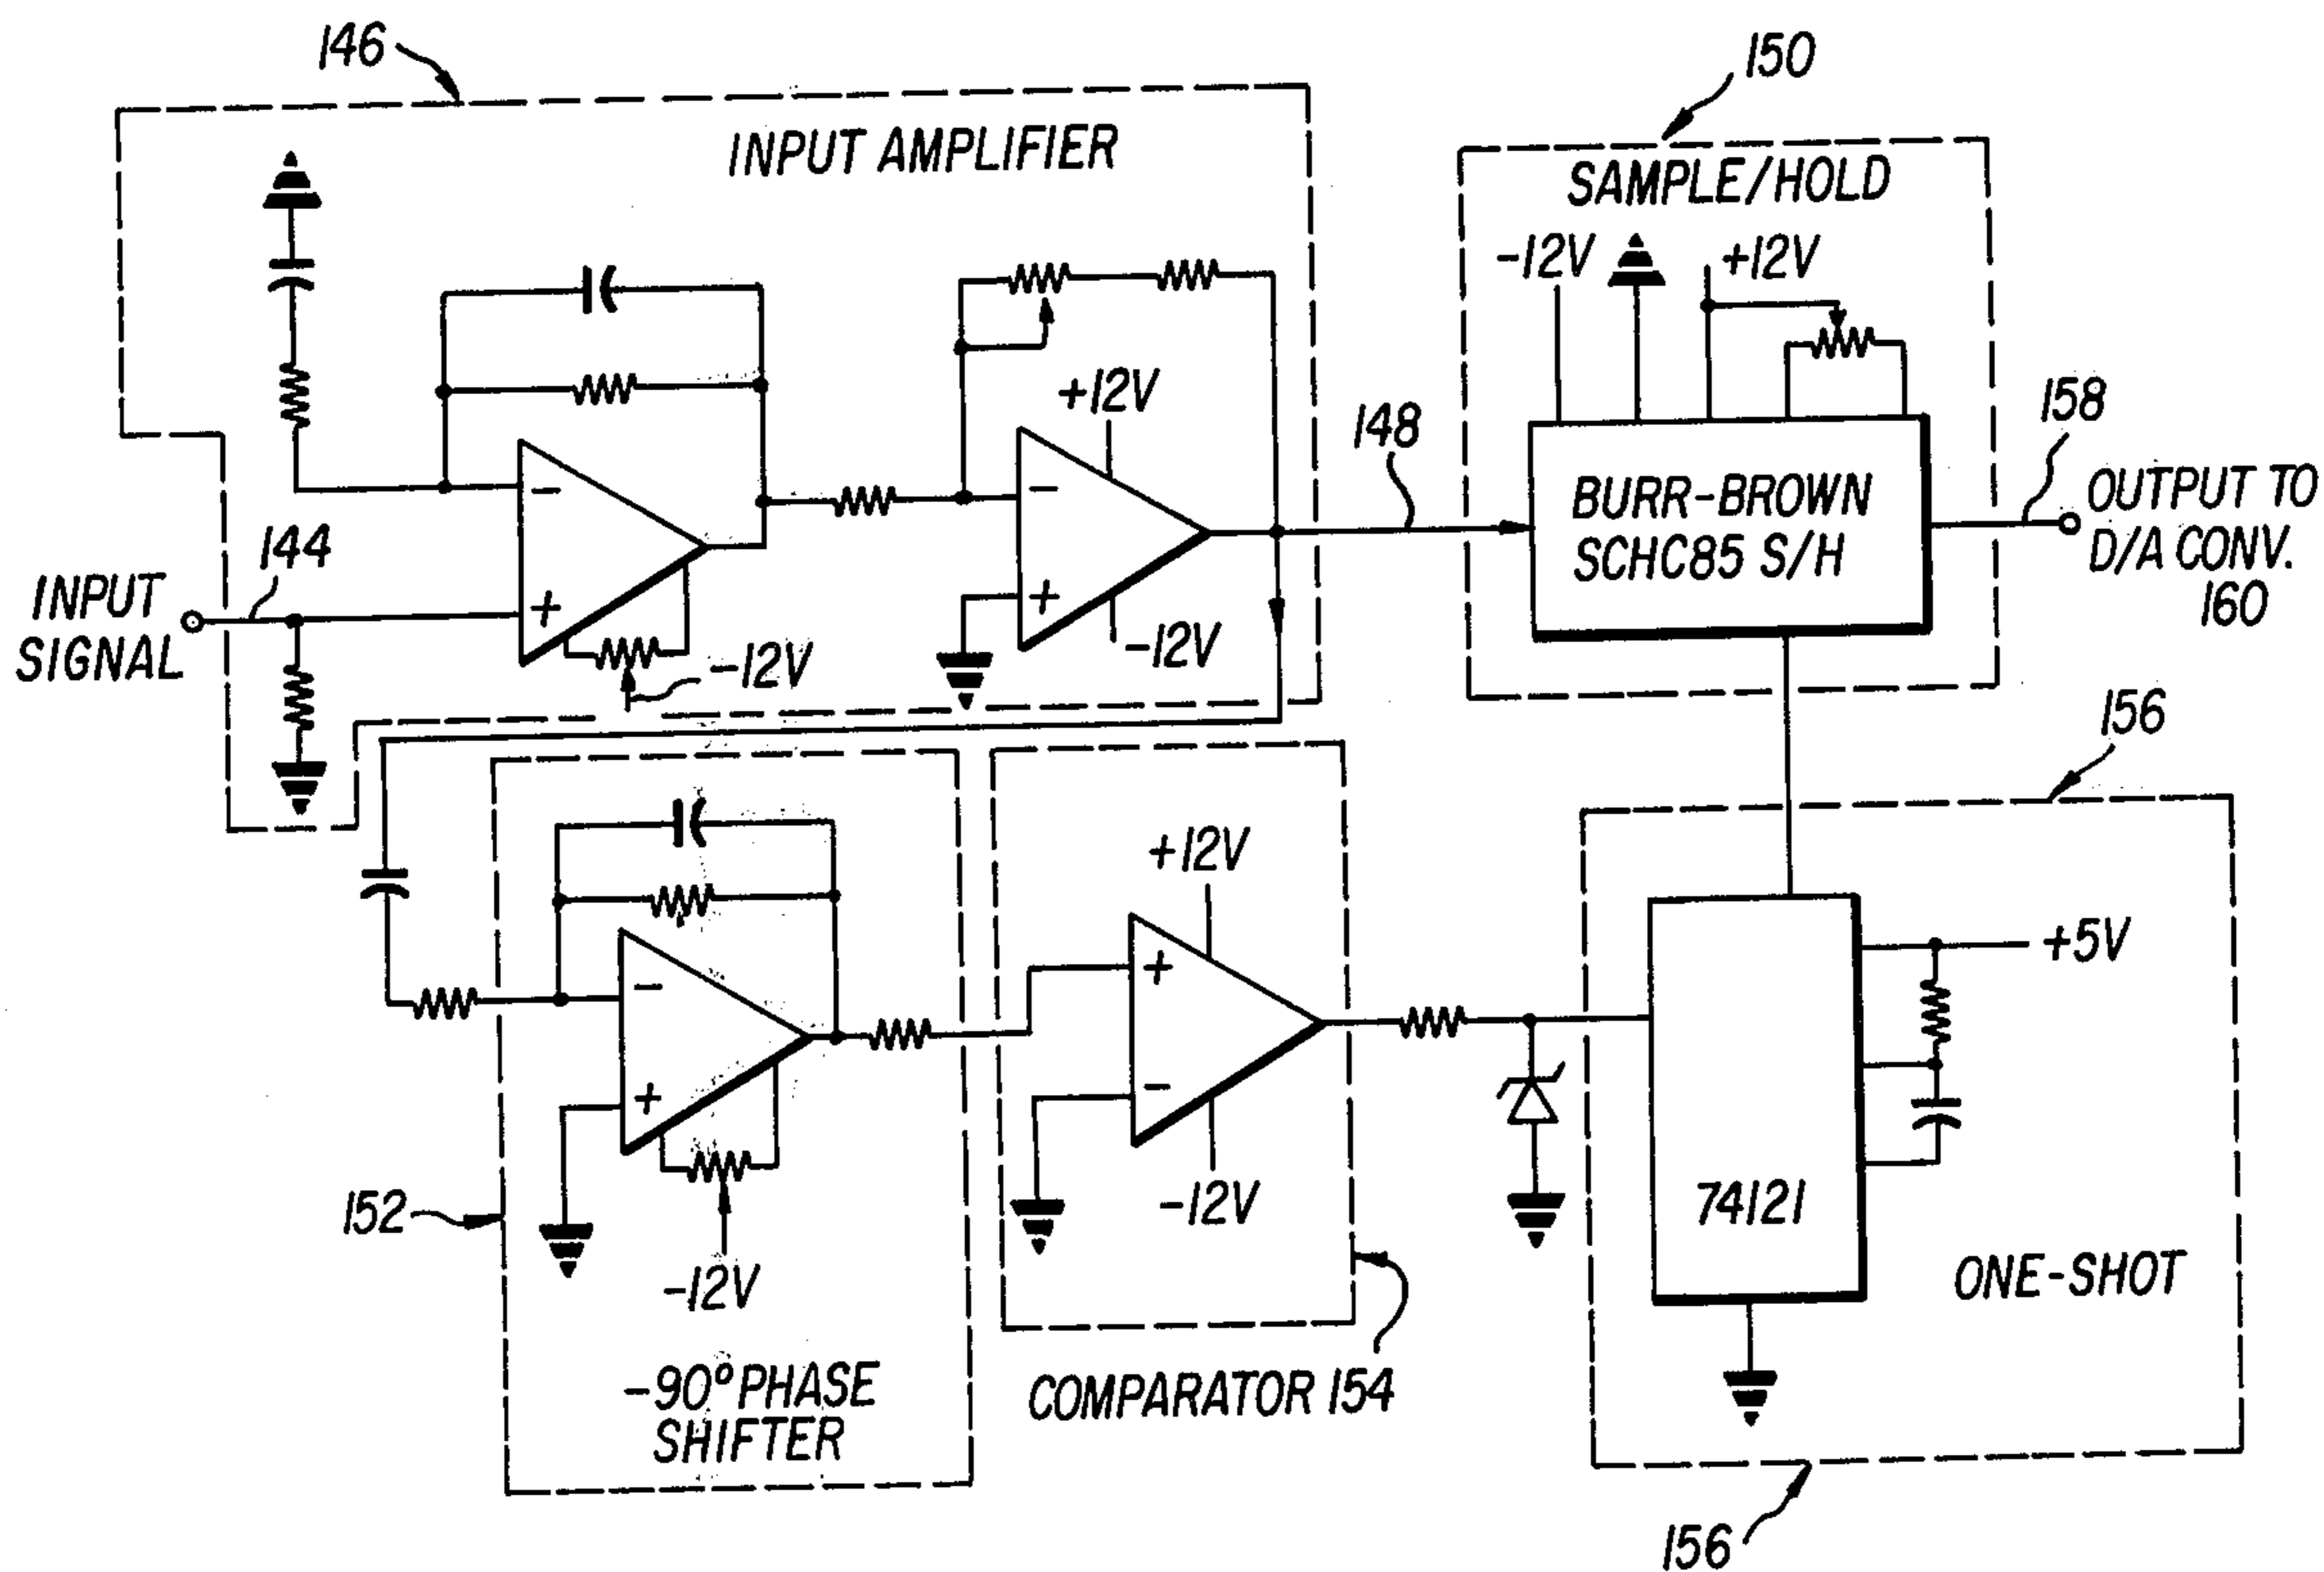 146
INPUT AMPLIFIER
150
SAMPLE/HOLD
-12V
+12V
+12V
148
158
-
-
BURR-BROWN
SCHC85 S/H
OUTPUT TO
D/A CONV.
160
144
INPUT
SIGNAL
+
+
-12V
-12V
156
+12V
-
+
+5V
+
-
152
-12V
-12V
74121
ONE-SHOT
-90° PHASE
SHIFTER
COMPARATOR 154
156